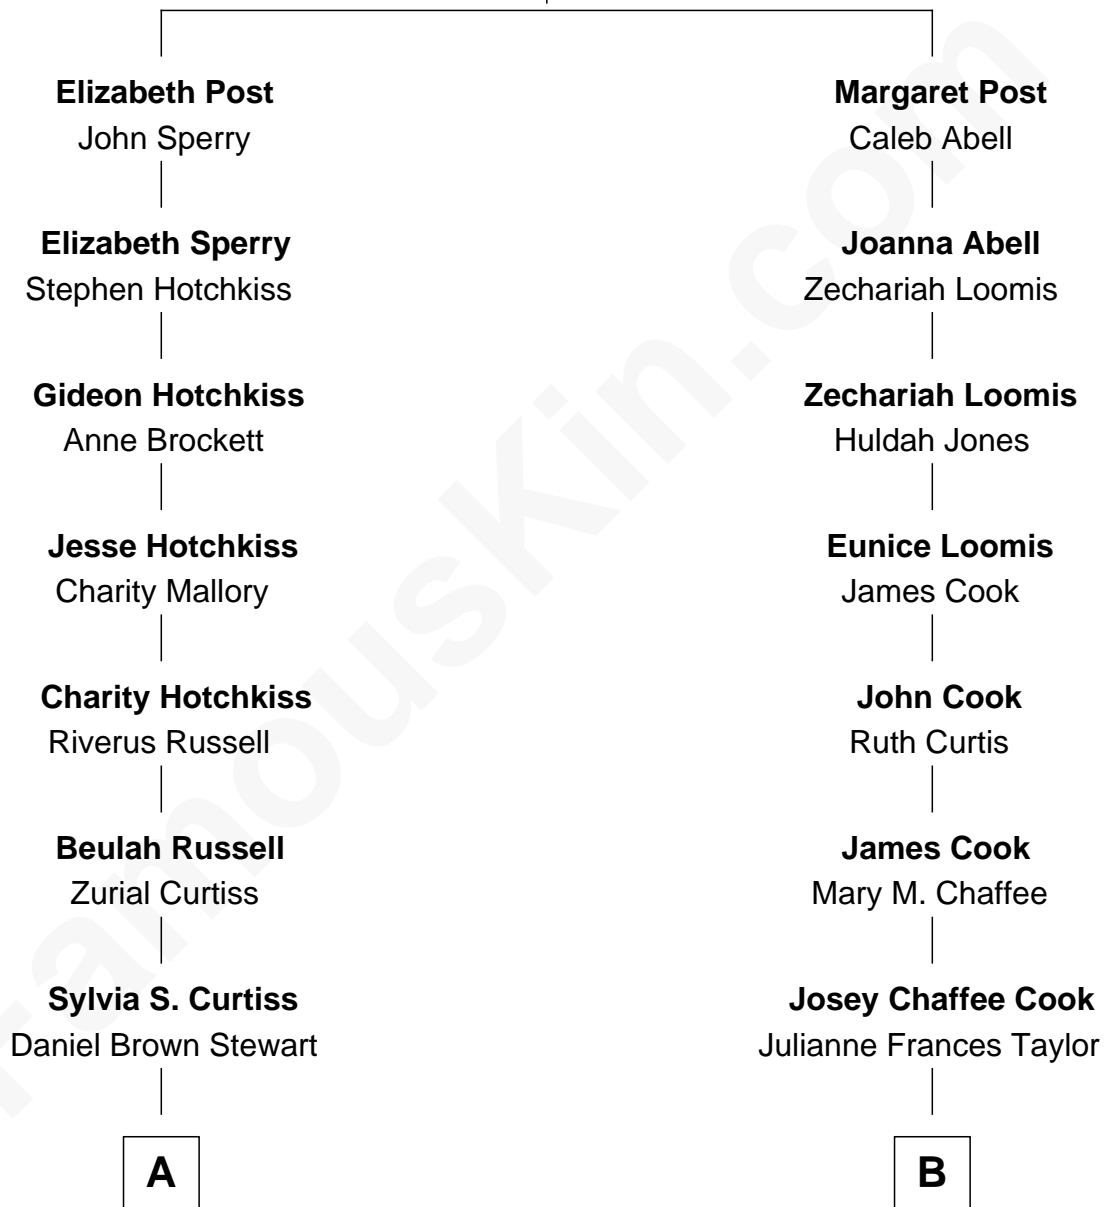 Elizabeth Post
John Sperry
Elizabeth Sperry
Stephen Hotchkiss
Gideon Hotchkiss
Anne Brockett
Jesse Hotchkiss
Charity Mallory
Charity Hotchkiss
Riverus Russell
Beulah Russell
Zurial Curtiss
Sylvia S. Curtiss
Daniel Brown Stewart
A
Margaret Post
Caleb Abell
Joanna Abell
Zechariah Loomis
Zechariah Loomis
Huldah Jones
Eunice Loomis
James Cook
John Cook
Ruth Curtis
James Cook
Mary M. Chaffee
Josey Chaffee Cook
Julianne Frances Taylor
B
FamousKin.com